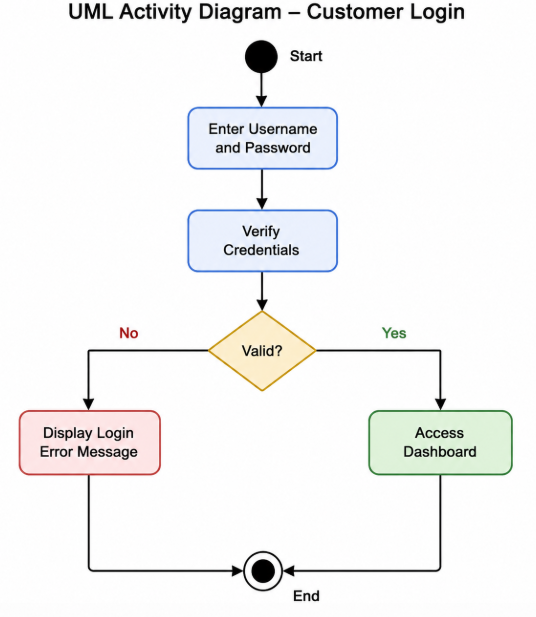 UML Activity Diagram – Customer Login
Start
Enter Username
and Password
Verify
Credentials
Valid?
No
Yes
Display Login
Error Message
Access
Dashboard
End